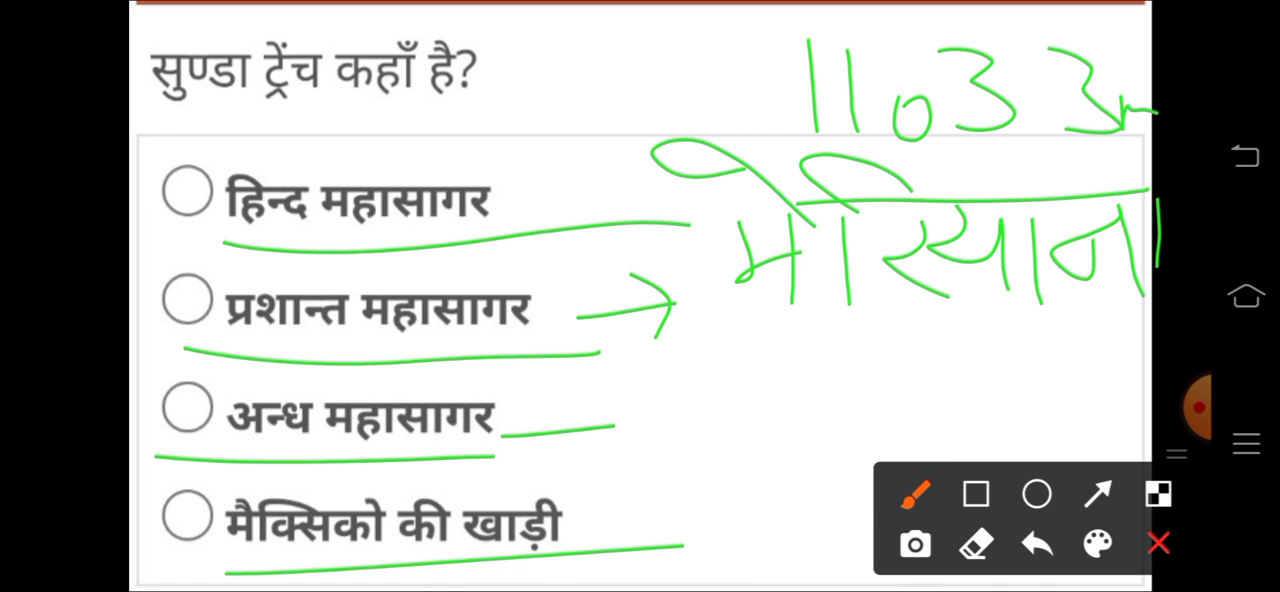 सुण्डा ट्रेंच कहाँ है?
11033m
हिन्द महासागर
मेरियाना
प्रशान्त महासागर
अन्ध महासागर
मैक्सिको की खाड़ी